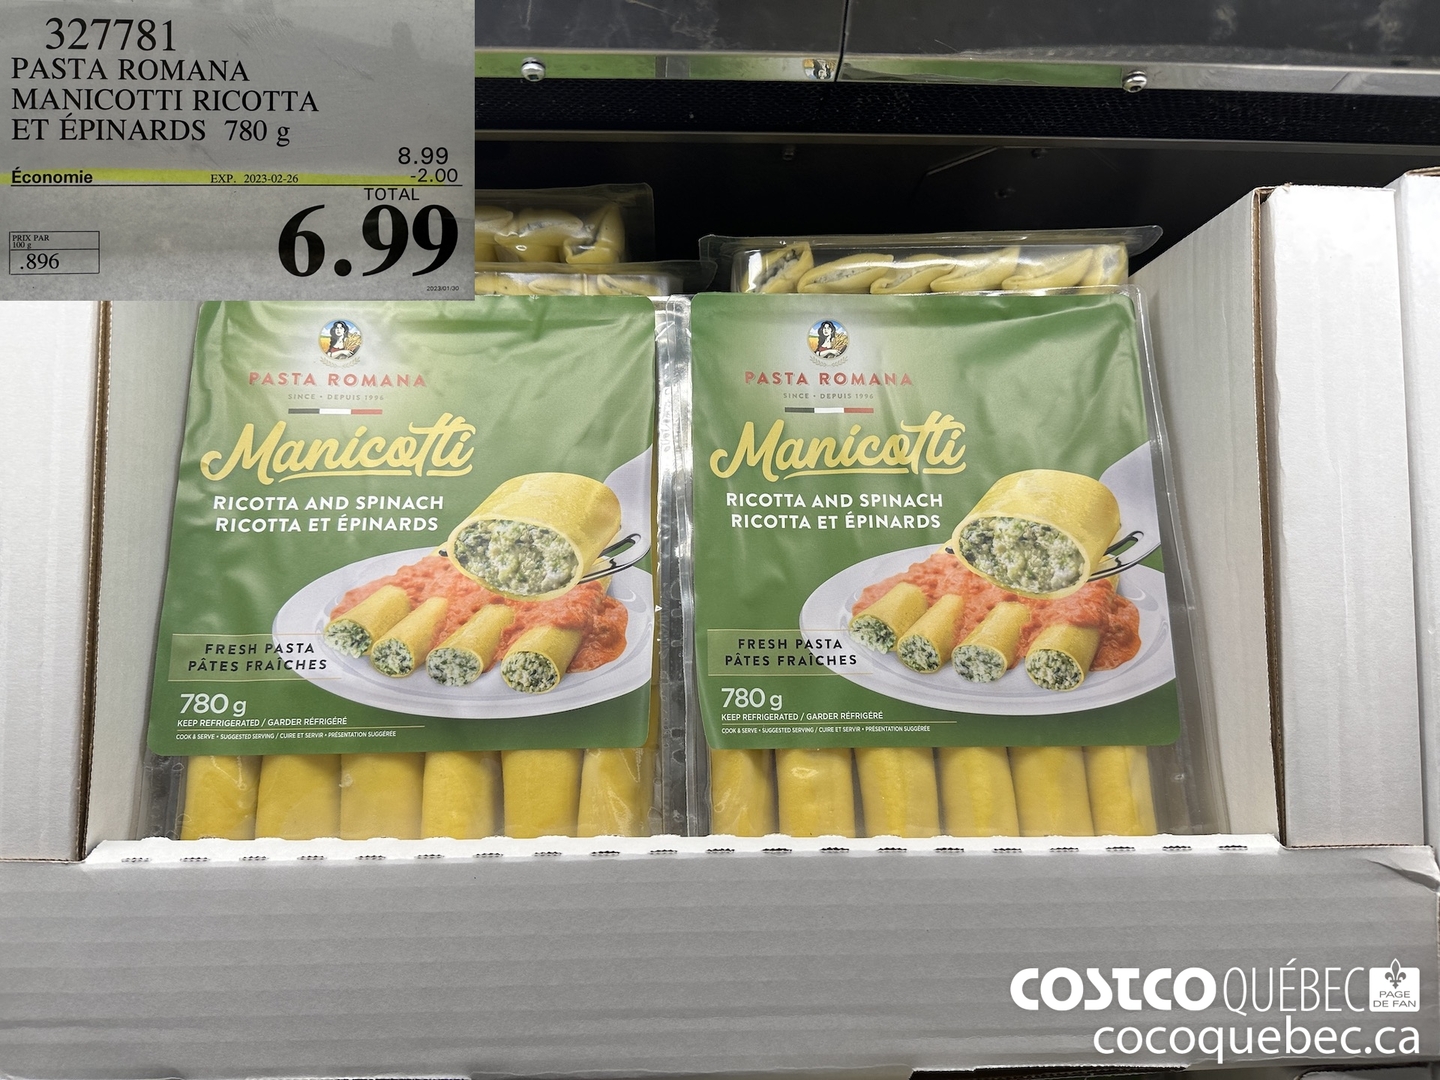 327781
PASTA ROMANA
MANICOTTI RICOTTA
ET ÉPINARDS 780 g
8.99
Économie EXP. 2023-02-26 -2.00
TOTAL
6.99
PRIX PAR
100 g
.896
2023/01/30
PASTA ROMANA
SINCE • DEPUIS 1996
Manicotti
RICOTTA AND SPINACH
RICOTTA ET ÉPINARDS
FRESH PASTA
PÂTES FRAÎCHES
780 g
KEEP REFRIGERATED / GARDER RÉFRIGÉRÉ
COOK & SERVE • SUGGESTED SERVING / CUIRE ET SERVIR • PRÉSENTATION SUGGÉRÉE
PASTA ROMANA
SINCE • DEPUIS 1996
Manicotti
RICOTTA AND SPINACH
RICOTTA ET ÉPINARDS
FRESH PASTA
PÂTES FRAÎCHES
780 g
KEEP REFRIGERATED / GARDER RÉFRIGÉRÉ
COOK & SERVE • SUGGESTED SERVING / CUIRE ET SERVIR • PRÉSENTATION SUGGÉRÉE
COSTCO QUÉBEC PAGE
DE FAN
cocoquebec.ca